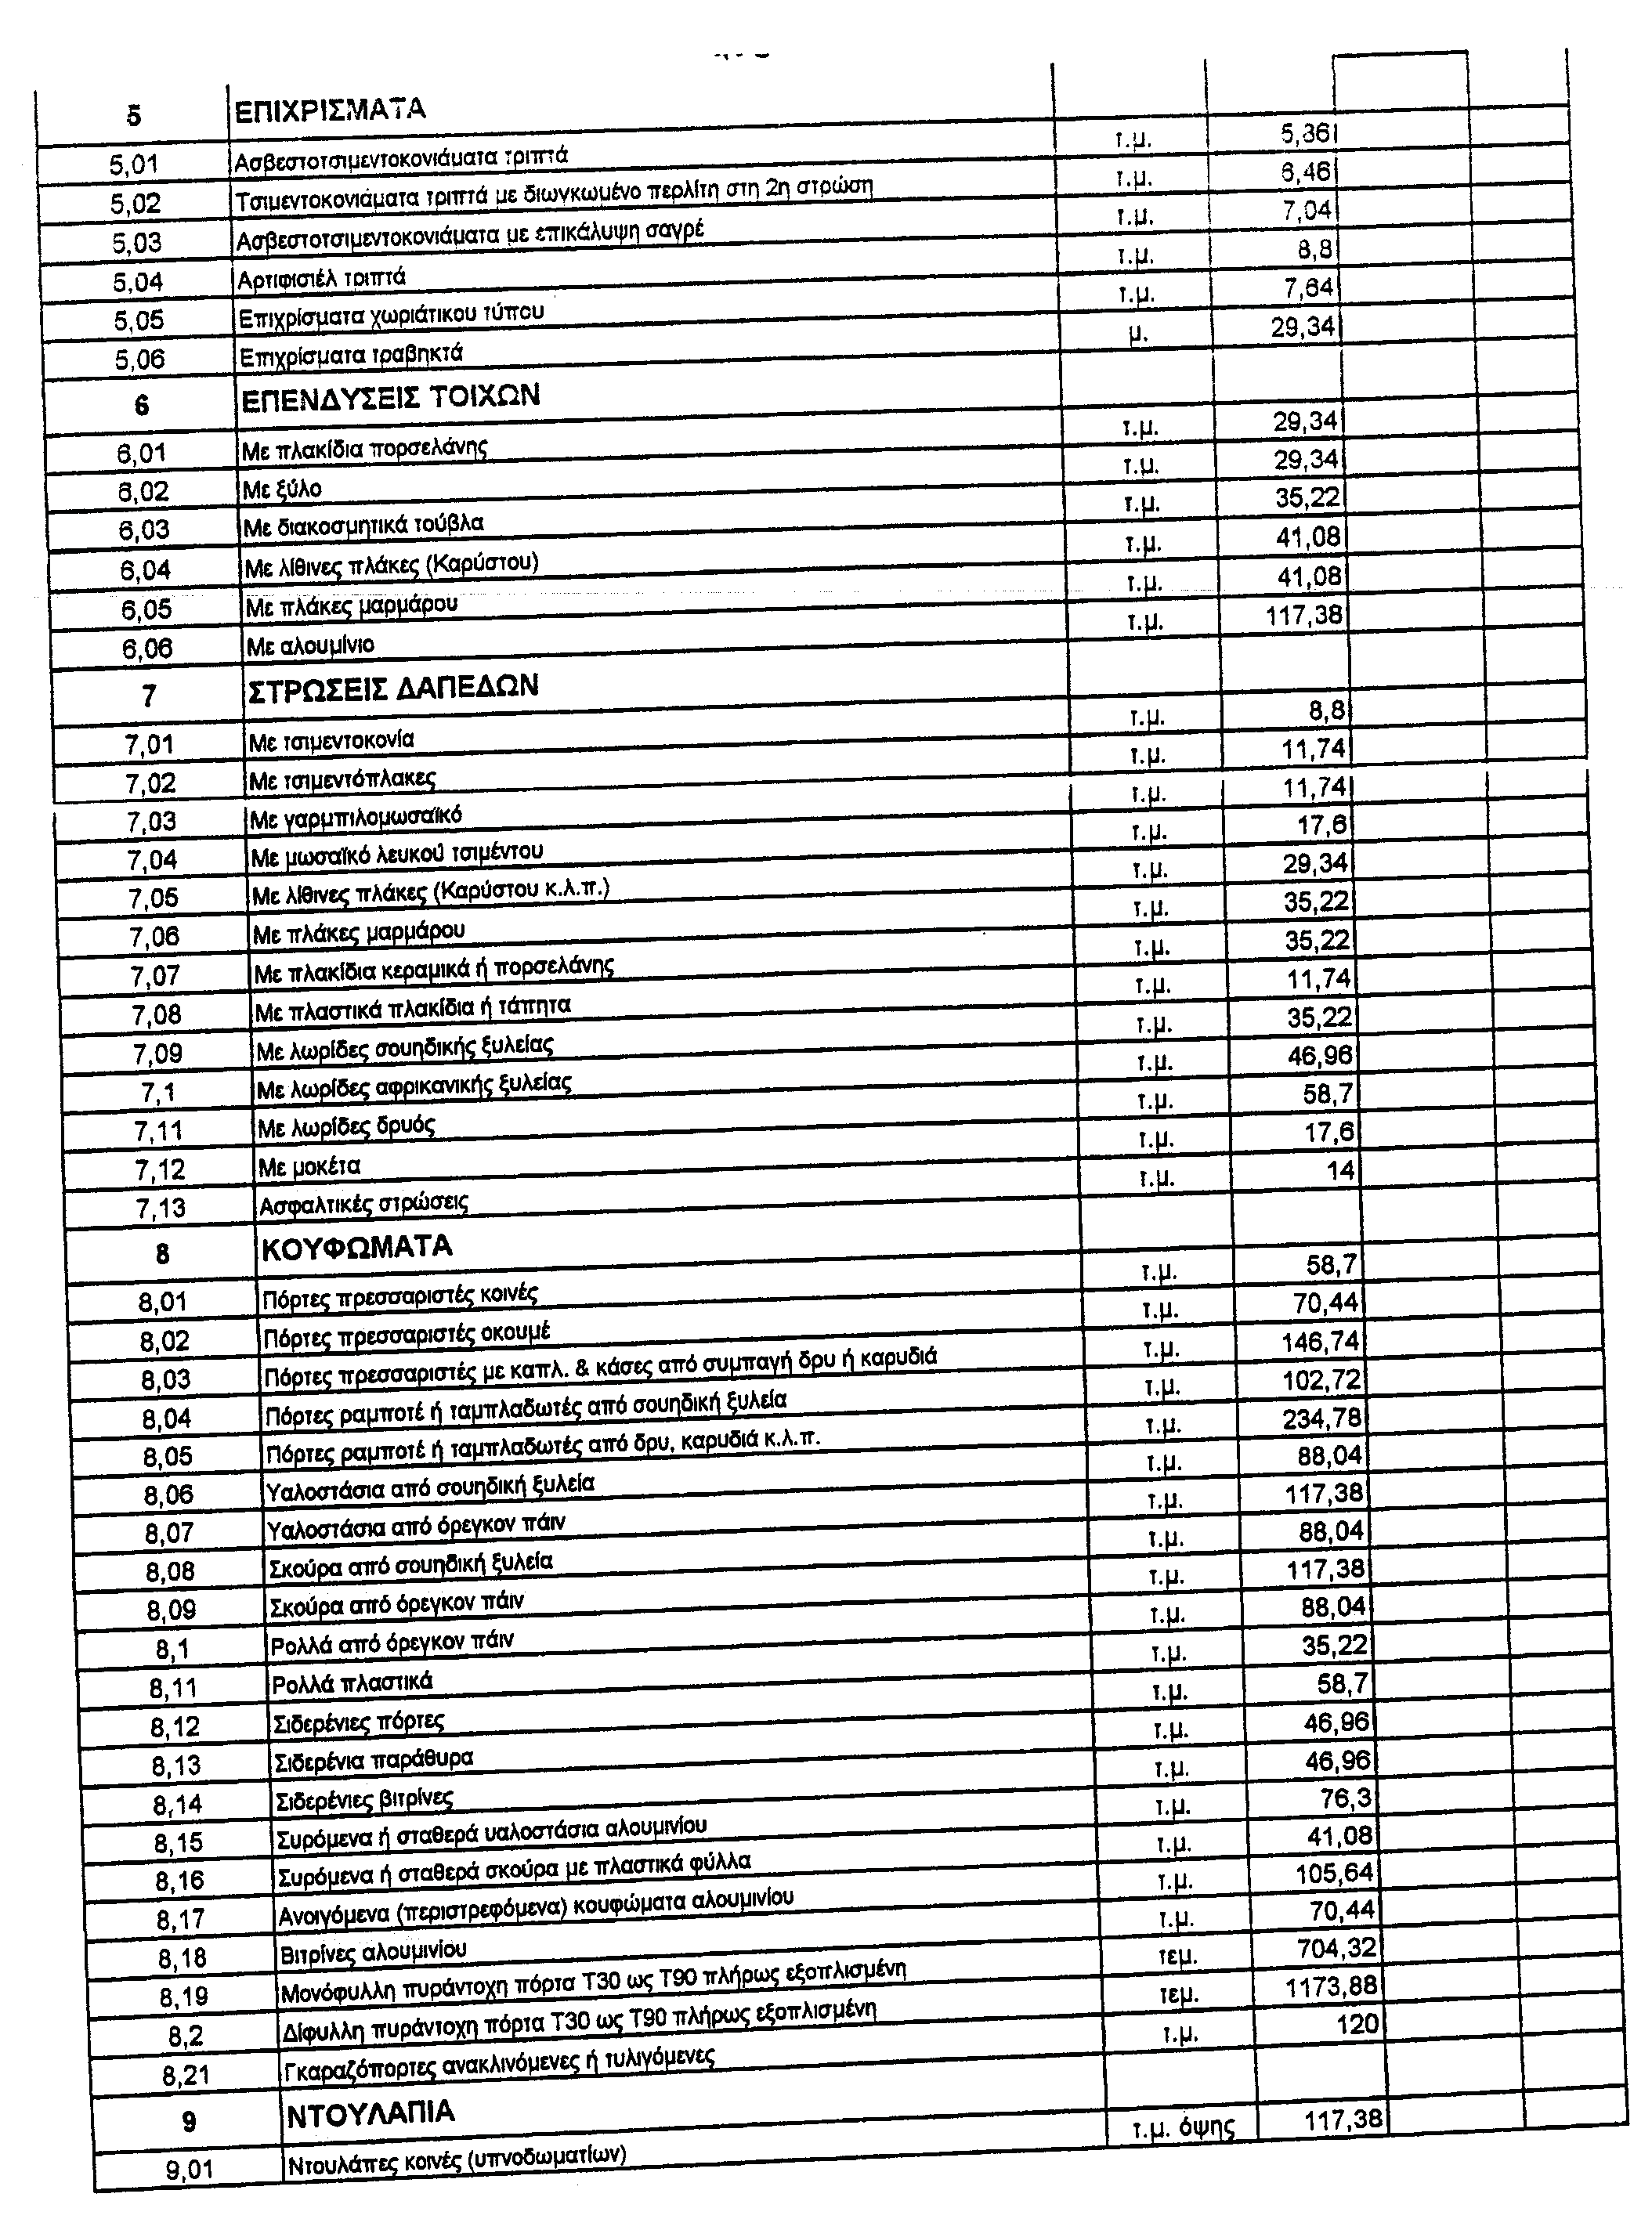 5 ΕΠΙΧΡΙΣΜΑΤΑ
5,01 Ασβεστοτσιμεντοκονιάματα τριπτά τ.μ. 5,86
5,02 Τσιμεντοκονιάματα τριπτά με διωγκωμένο περλίτη στη 2η στρώση τ.μ. 6,46
5,03 Ασβεστοτσιμεντοκονιάματα με επικάλυψη σαγρέ τ.μ. 7,04
5,04 Αρτιφισιέλ τριπτά τ.μ. 8,8
5,05 Επιχρίσματα χωριάτικου τύπου τ.μ. 7,64
5,06 Επιχρίσματα τραβηκτά μ. 29,34
6 ΕΠΕΝΔΥΣΕΙΣ ΤΟΙΧΩΝ
6,01 Με πλακίδια πορσελάνης τ.μ. 29,34
6,02 Με ξύλο τ.μ. 29,34
6,03 Με διακοσμητικά τούβλα τ.μ. 35,22
6,04 Με λίθινες πλάκες (Καρύστου) τ.μ. 41,08
6,05 Με πλάκες μαρμάρου τ.μ. 41,08
6,06 Με αλουμίνιο τ.μ. 117,38
7 ΣΤΡΩΣΕΙΣ ΔΑΠΕΔΩΝ
7,01 Με τσιμεντοκονία τ.μ. 8,8
7,02 Με τσιμεντόπλακες τ.μ. 11,74
7,03 Με γαρμπιλομωσαϊκό τ.μ. 11,74
7,04 Με μωσαϊκό λευκού τσιμέντου τ.μ. 17,6
7,05 Με λίθινες πλάκες (Καρύστου κ.λ.π.) τ.μ. 29,34
7,06 Με πλάκες μαρμάρου τ.μ. 35,22
7,07 Με πλακίδια κεραμικά ή πορσελάνης τ.μ. 35,22
7,08 Με πλαστικά πλακίδια ή τάπητα τ.μ. 11,74
7,09 Με λωρίδες σουηδικής ξυλείας τ.μ. 35,22
7,1 Με λωρίδες αφρικανικής ξυλείας τ.μ. 46,96
7,11 Με λωρίδες δρυός τ.μ. 58,7
7,12 Με μοκέτα τ.μ. 17,6
7,13 Ασφαλτικές στρώσεις τ.μ. 14
8 ΚΟΥΦΩΜΑΤΑ
8,01 Πόρτες πρεσσαριστές κοινές τ.μ. 58,7
8,02 Πόρτες πρεσσαριστές οκουμέ τ.μ. 70,44
8,03 Πόρτες πρεσσαριστές με καπλ. & κάσες από συμπαγή δρυ ή καρυδιά τ.μ. 146,74
8,04 Πόρτες ραμποτέ ή ταμπλαδωτές από σουηδική ξυλεία τ.μ. 102,72
8,05 Πόρτες ραμποτέ ή ταμπλαδωτές από δρυ, καρυδιά κ.λ.π. τ.μ. 234,78
8,06 Υαλοστάσια από σουηδική ξυλεία τ.μ. 88,04
8,07 Υαλοστάσια από όρεγκον πάιν τ.μ. 117,38
8,08 Σκούρα από σουηδική ξυλεία τ.μ. 88,04
8,09 Σκούρα από όρεγκον πάιν τ.μ. 117,38
8,1 Ρολλά από όρεγκον πάιν τ.μ. 88,04
8,11 Ρολλά πλαστικά τ.μ. 35,22
8,12 Σιδερένιες πόρτες τ.μ. 58,7
8,13 Σιδερένια παράθυρα τ.μ. 46,96
8,14 Σιδερένιες βιτρίνες τ.μ. 46,96
8,15 Συρόμενα ή σταθερά υαλοστάσια αλουμινίου τ.μ. 76,3
8,16 Συρόμενα ή σταθερά σκούρα με πλαστικά φύλλα τ.μ. 41,08
8,17 Ανοιγόμενα (περιστρεφόμενα) κουφώματα αλουμινίου τ.μ. 105,64
8,18 Βιτρίνες αλουμινίου τ.μ. 70,44
8,19 Μονόφυλλη πυράντοχη πόρτα Τ30 ως Τ90 πλήρως εξοπλισμένη τεμ. 704,32
8,2 Δίφυλλη πυράντοχη πόρτα Τ30 ως Τ90 πλήρως εξοπλισμένη τεμ. 1173,88
8,21 Γκαραζόπορτες ανακλινόμενες ή τυλιγόμενες τ.μ. 120
9 ΝΤΟΥΛΑΠΙΑ
9,01 Ντουλάπες κοινές (υπνοδωματίων) τ.μ. όψης 117,38